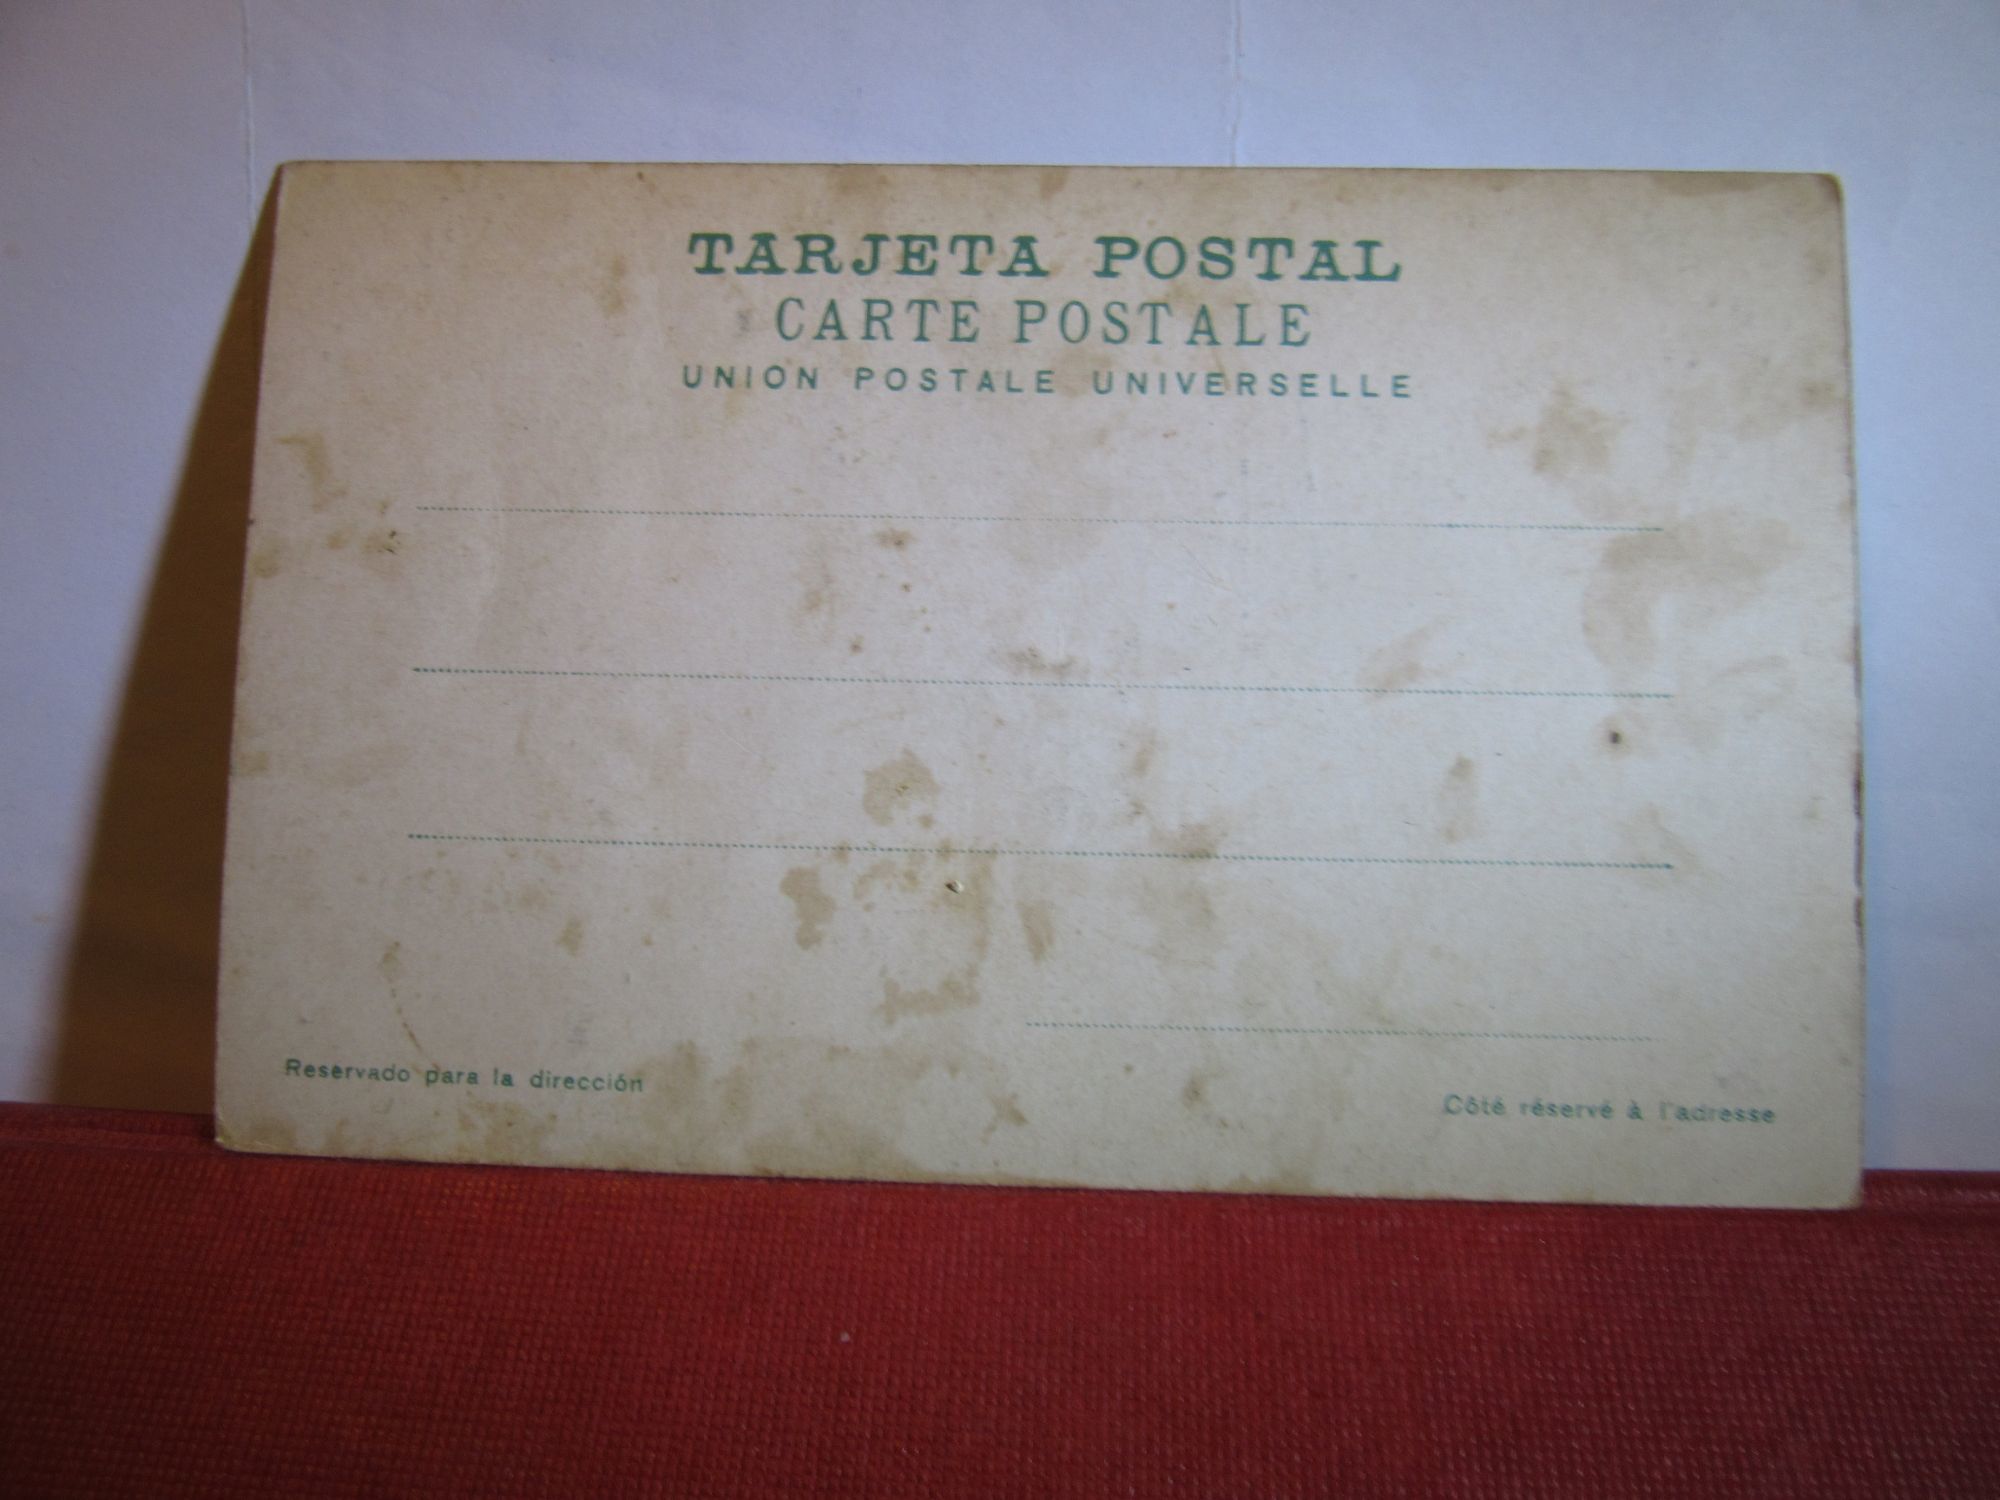 TARJETA POSTAL
CARTE POSTALE
UNION POSTALE UNIVERSELLE
Reservado para la dirección
Côté réservé à l'adresse